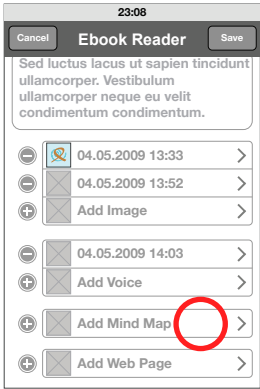 23:08
Cancel Ebook Reader Save
Sed luctus lacus ut sapien tincidunt
ullamcorper. Vestibulum
ullamcorper neque eu velit
condimentum condimentum.
04.05.2009 13:33
04.05.2009 13:52
Add Image
04.05.2009 14:03
Add Voice
Add Mind Map
Add Web Page